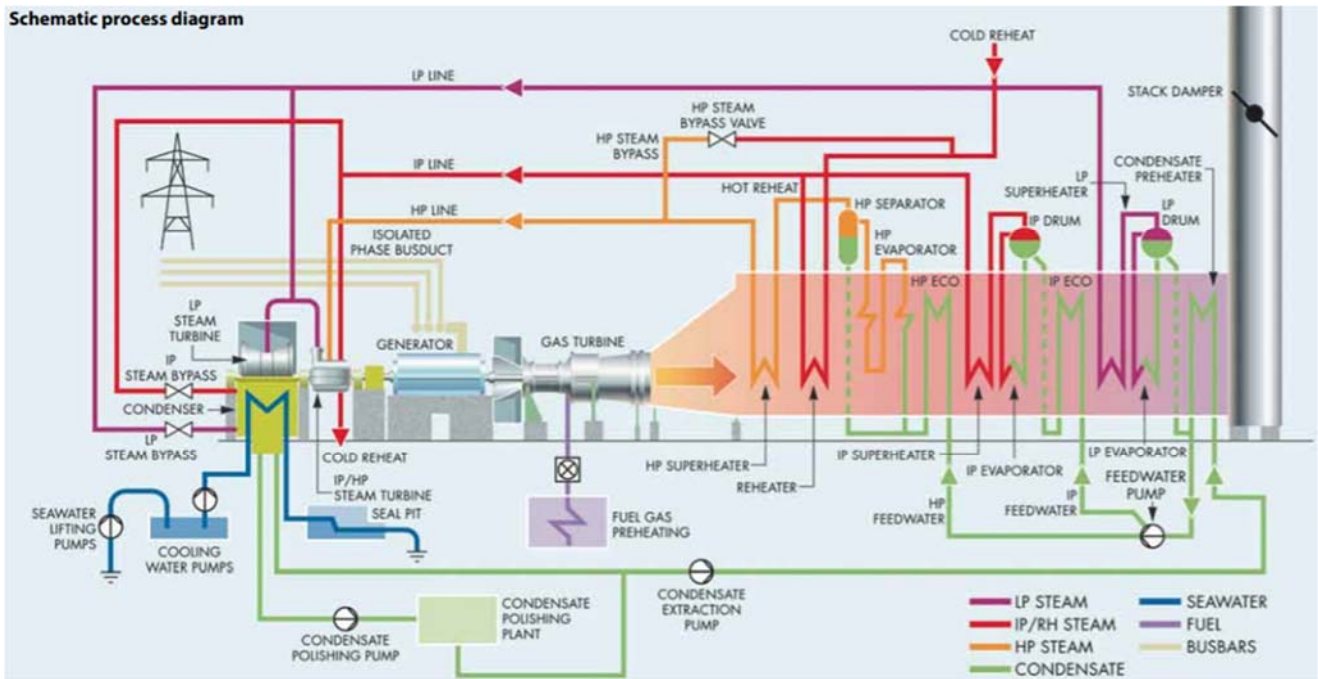 Schematic process diagram
COLD REHEAT
LP LINE
STACK DAMPER
HP STEAM
BYPASS VALVE
HP STEAM
BYPASS
CONDENSATE
PREHEATER
IP LINE
LP
SUPERHEATER
HOT REHEAT
HP SEPARATOR
IP DRUM
LP
DRUM
HP LINE
ISOLATED
PHASE BUSDUCT
HP
EVAPORATOR
HP ECO
IP ECO
LP
STEAM
TURBINE
GENERATOR
GAS TURBINE
IP
STEAM BYPASS
CONDENSER
LP
STEAM BYPASS
COLD REHEAT
IP/HP
STEAM TURBINE
HP SUPERHEATER
REHEATER
IP SUPERHEATER
IP EVAPORATOR
LP EVAPORATOR
FEEDWATER
PUMP
HP
FEEDWATER
IP
FEEDWATER
SEAWATER
LIFTING
PUMPS
COOLING
WATER PUMPS
SEAL PIT
FUEL GAS
PREHEATING
CONDENSATE
POLISHING PUMP
CONDENSATE
POLISHING
PLANT
CONDENSATE
EXTRACTION
PUMP
LP STEAM
IP/RH STEAM
HP STEAM
CONDENSATE
SEAWATER
FUEL
BUSBARS